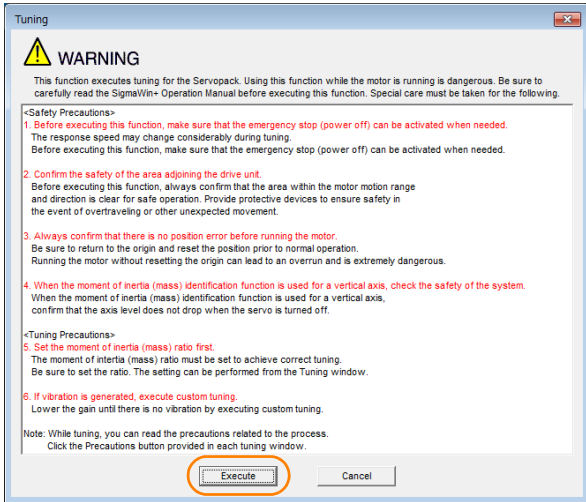 Tuning
WARNING
This function executes tuning for the Servopack. Using this function while the motor is running is dangerous. Be sure to
carefully read the SigmaWin+ Operation Manual before executing this function. Special care must be taken for the following.
<Safety Precautions>
1. Before executing this function, make sure that the emergency stop (power off) can be activated when needed.
The response speed may change considerably during tuning.
Before executing this function, make sure that the emergency stop (power off) can be activated when needed.
2. Confirm the safety of the area adjoining the drive unit.
Before executing this function, always confirm that the area within the motor motion range
and direction is clear for safe operation. Provide protective devices to ensure safety in
the event of overtraveling or other unexpected movement.
3. Always confirm that there is no position error before running the motor.
Be sure to return to the origin and reset the position prior to normal operation.
Running the motor without resetting the origin can lead to an overrun and is extremely dangerous.
4. When the moment of inertia (mass) identification function is used for a vertical axis, check the safety of the system.
When the moment of inertia (mass) identification function is used for a vertical axis,
confirm that the axis level does not drop when the servo is turned off.
<Tuning Precautions>
5. Set the moment of inertia (mass) ratio first.
The moment of intertia (mass) ratio must be set to achieve correct tuning.
Be sure to set the ratio. The setting can be performed from the Tuning window.
6. If vibration is generated, execute custom tuning.
Lower the gain until there is no vibration by executing custom tuning.
Note: While tuning, you can read the precautions related to the process.
Click the Precautions button provided in each tuning window.
Execute Cancel